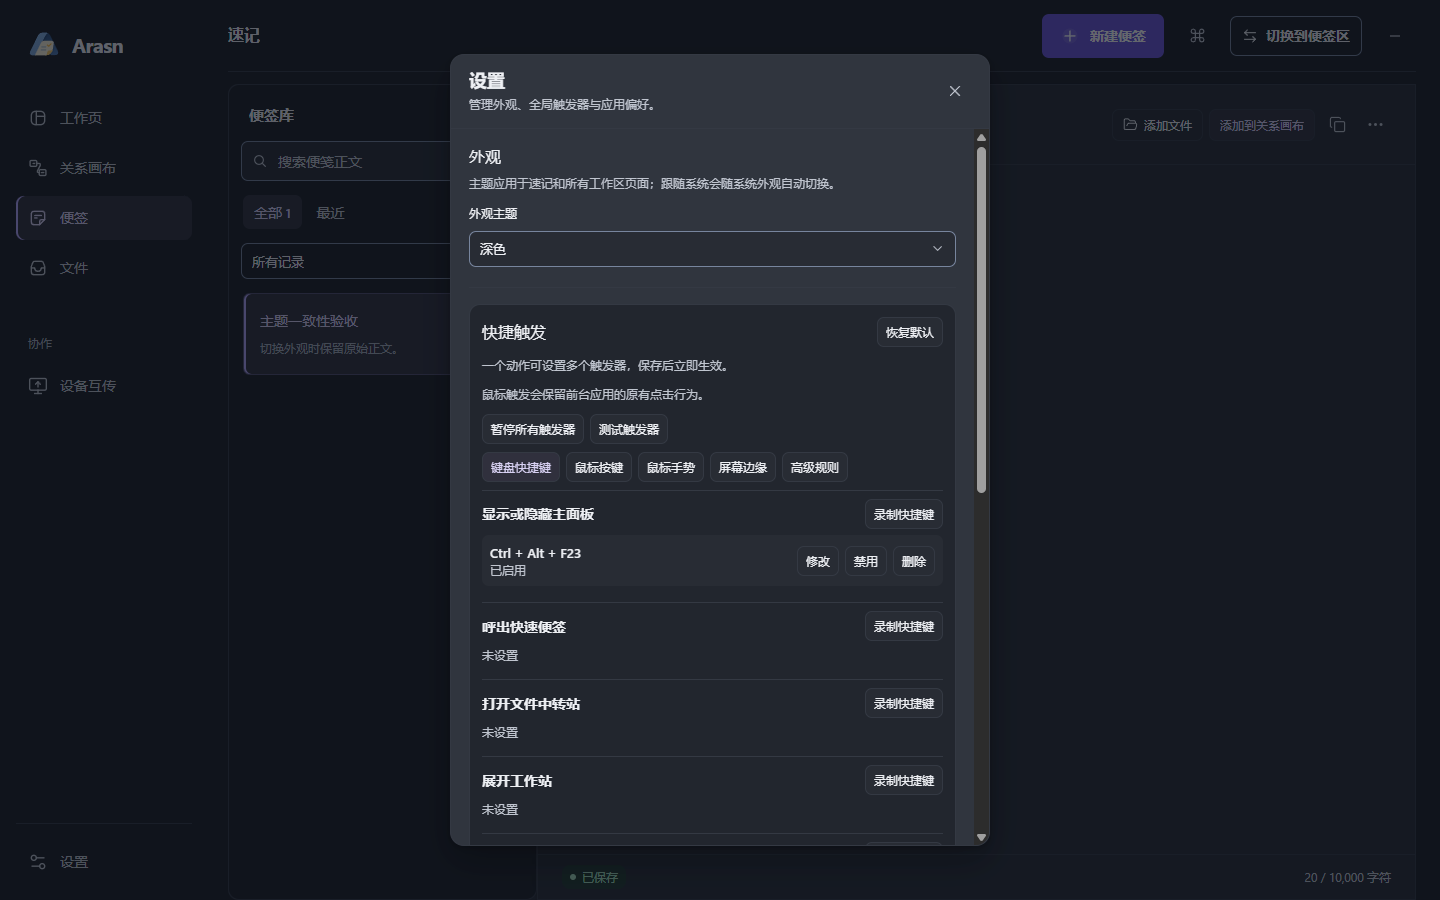 Arasn
工作页
关系画布
便签
文件
协作
设备互传
设置
速记
新建便签
切换到便签区
便签库
搜索便笺正文
全部 1
最近
所有记录
主题一致性验收
切换外观时保留原始正文。
添加文件
添加到关系画布
设置
管理外观、全局触发器与应用偏好。
外观
主题应用于速记和所有工作区页面；跟随系统会随系统外观自动切换。
外观主题
深色
快捷触发
恢复默认
一个动作可设置多个触发器，保存后立即生效。
鼠标触发会保留前台应用的原有点击行为。
暂停所有触发器
测试触发器
键盘快捷键
鼠标按键
鼠标手势
屏幕边缘
高级规则
显示或隐藏主面板
录制快捷键
Ctrl + Alt + F23
已启用
修改
禁用
删除
呼出快速便签
录制快捷键
未设置
打开文件中转站
录制快捷键
未设置
展开工作站
录制快捷键
未设置
已保存
20 / 10,000 字符